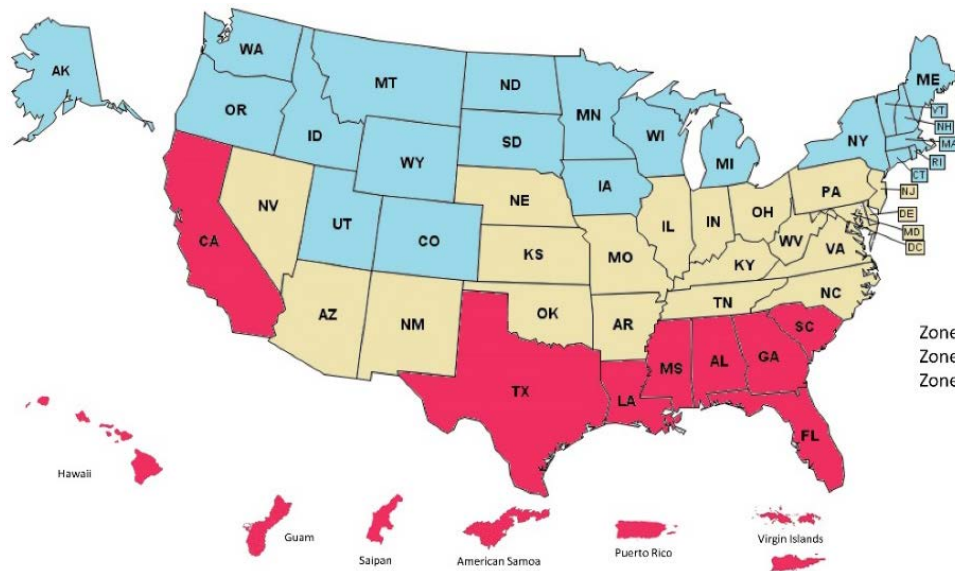 WA
AK
MT
ND
ME
OR
MN
VT
ID
NH
SD
WI
NY
MA
WY
MI
RI
CT
IA
PA
NJ
NE
NV
OH
IL
IN
DE
UT
CO
MD
WV
CA
VA
DC
KS
MO
KY
NC
TN
AZ
OK
NM
AR
SC
Zone
MS
AL
GA
Zone
Zone
TX
LA
FL
Hawaii
Guam
Virgin Islands
Puerto Rico
Saipan
American Samoa